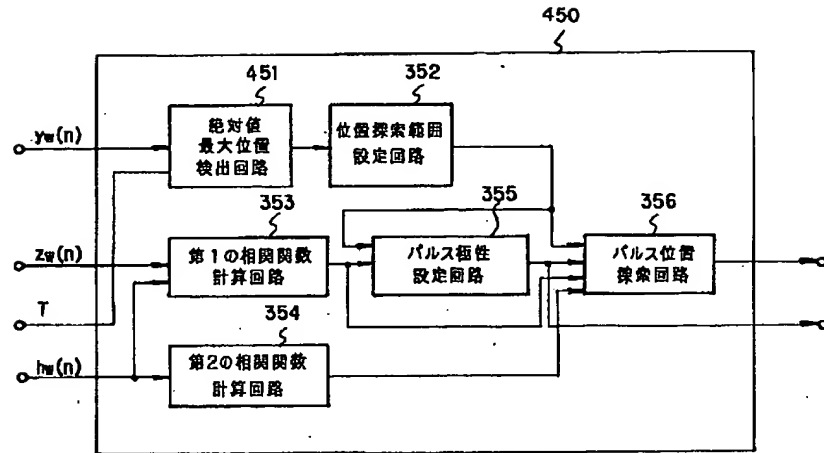 450
451
352
絶対値
最大位置
検出回路
位置探索範囲
設定回路
yw(n)
353
355
356
第1の相関関数
計算回路
パルス極性
設定回路
パルス位置
探索回路
zw(n)
T
354
hw(n)
第2の相関関数
計算回路